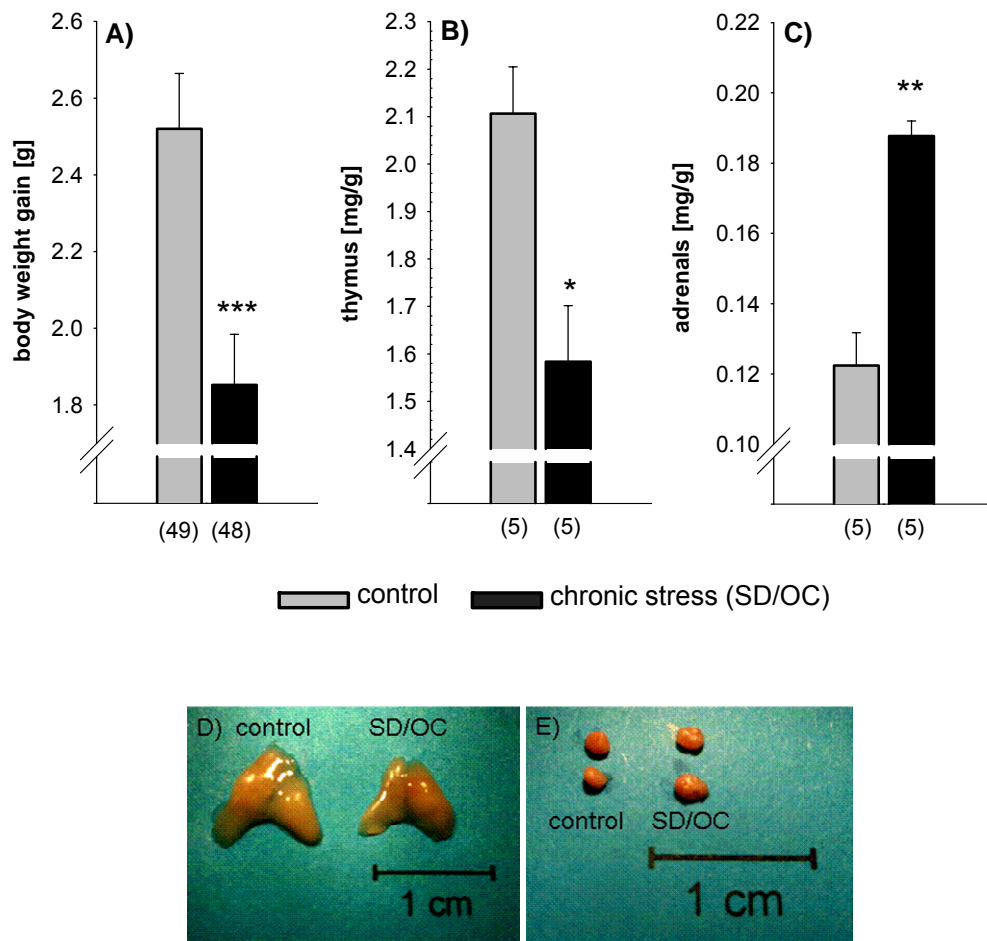 A)
body weight gain [g]
2.8
2.6
2.4
2.2
2.0
1.8
***
(49) (48)
B)
thymus [mg/g]
2.3
2.2
2.1
2.0
1.9
1.8
1.7
1.6
1.5
1.4
*
(5) (5)
C)
adrenals [mg/g]
0.22
0.20
0.18
0.16
0.14
0.12
0.10
**
(5) (5)
control chronic stress (SD/OC)
D) control SD/OC
1 cm
E)
control SD/OC
1 cm